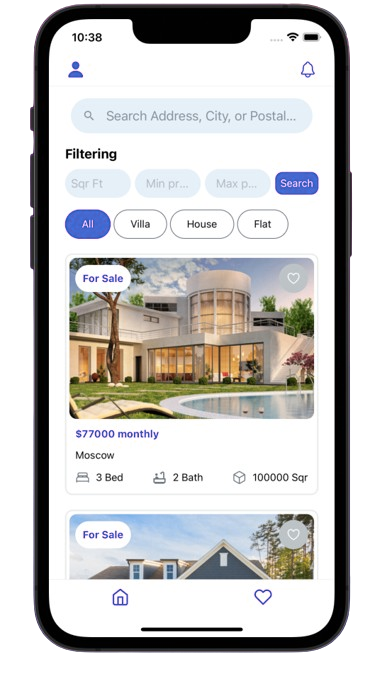 10:38
Search Address, City, or Postal...
Filtering
Sqr Ft Min pr... Max p... Search
All Villa House Flat
For Sale
$77000 monthly
Moscow
3 Bed 2 Bath 100000 Sqr
For Sale